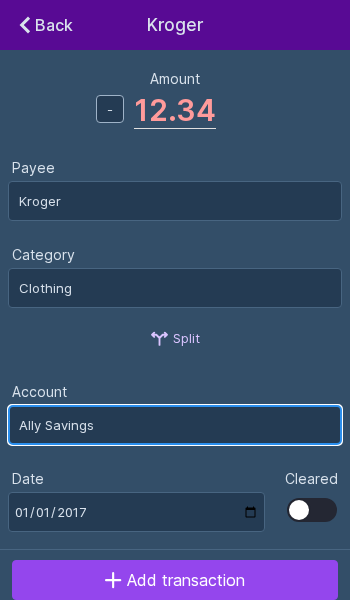 Back
Kroger
Amount
-
12.34
Payee
Kroger
Category
Clothing
Split
Account
Ally Savings
Date
Cleared
01/01/2017
Add transaction